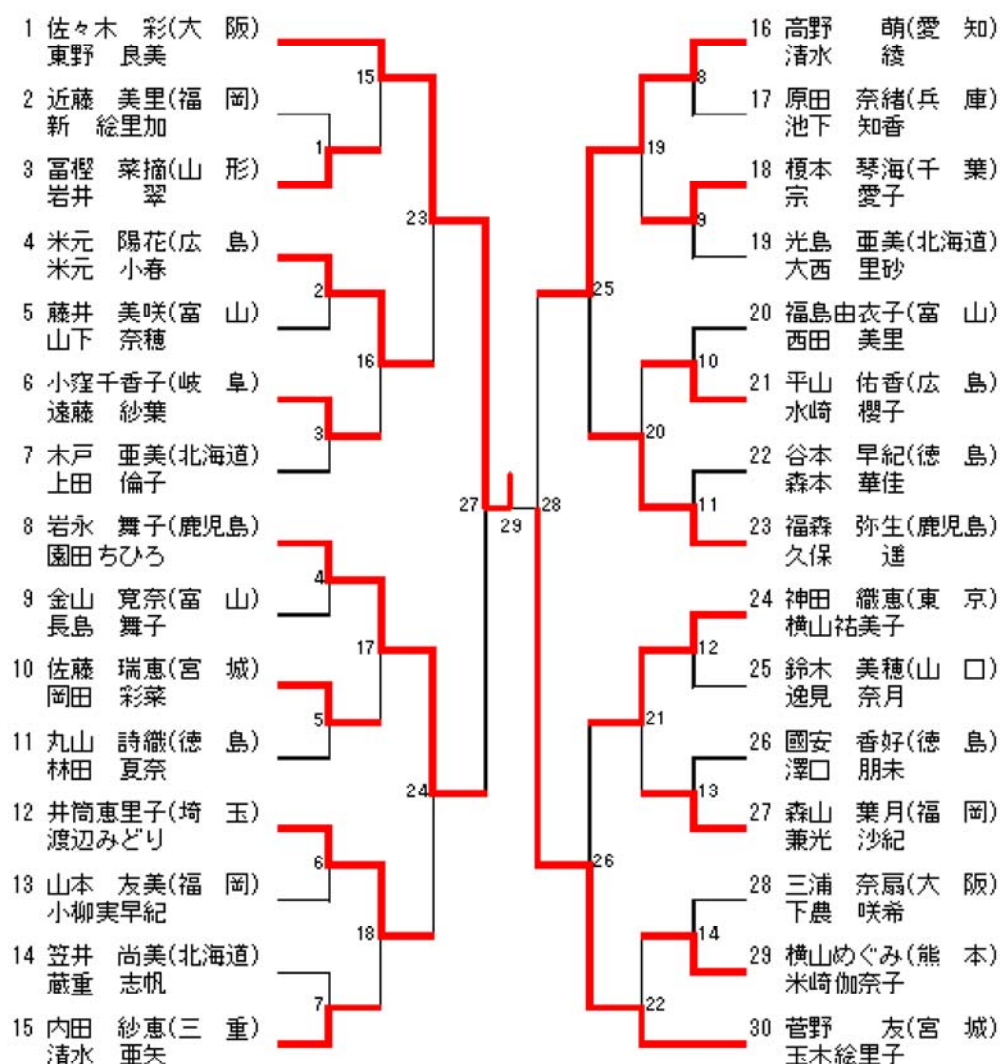 1 佐々木 彩(大 阪)
東野 良美
2 近藤 美里(福 岡)
新 絵里加
3 冨樫 菜摘(山 形)
岩井 翠
4 米元 陽花(広 島)
米元 小春
5 藤井 美咲(富 山)
山下 奈穂
6 小窪千香子(岐 阜)
遠藤 紗葉
7 木戸 亜美(北海道)
上田 倫子
8 岩永 舞子(鹿児島)
園田ちひろ
9 金山 寛奈(富 山)
長島 舞子
10 佐藤 瑞恵(宮 城)
岡田 彩菜
11 丸山 詩織(徳 島)
林田 夏奈
12 井筒恵里子(埼 玉)
渡辺みどり
13 山本 友美(福 岡)
小柳実早紀
14 笠井 尚美(北海道)
蔵重 志帆
15 内田 紗恵(三 重)
清水 亜矢
15
1
23
2
16
3
27
4
17
5
24
6
18
7
29
28
8
19
9
25
10
20
11
12
21
13
26
14
22
16 高野 萌(愛 知)
清水 綾
17 原田 奈緒(兵 庫)
池下 知香
18 榎本 琴海(千 葉)
宗 愛子
19 光島 亜美(北海道)
大西 里砂
20 福島由衣子(富 山)
西田 美里
21 平山 佑香(広 島)
水崎 櫻子
22 谷本 早紀(徳 島)
森本 華佳
23 福森 弥生(鹿児島)
久保 遥
24 神田 織恵(東 京)
横山祐美子
25 鈴木 美穂(山 口)
逸見 奈月
26 國安 香好(徳 島)
澤口 朋未
27 森山 葉月(福 岡)
兼光 沙紀
28 三浦 奈扇(大 阪)
下農 咲希
29 横山めぐみ(熊 本)
米崎伽奈子
30 菅野 友(宮 城)
玉木絵里子